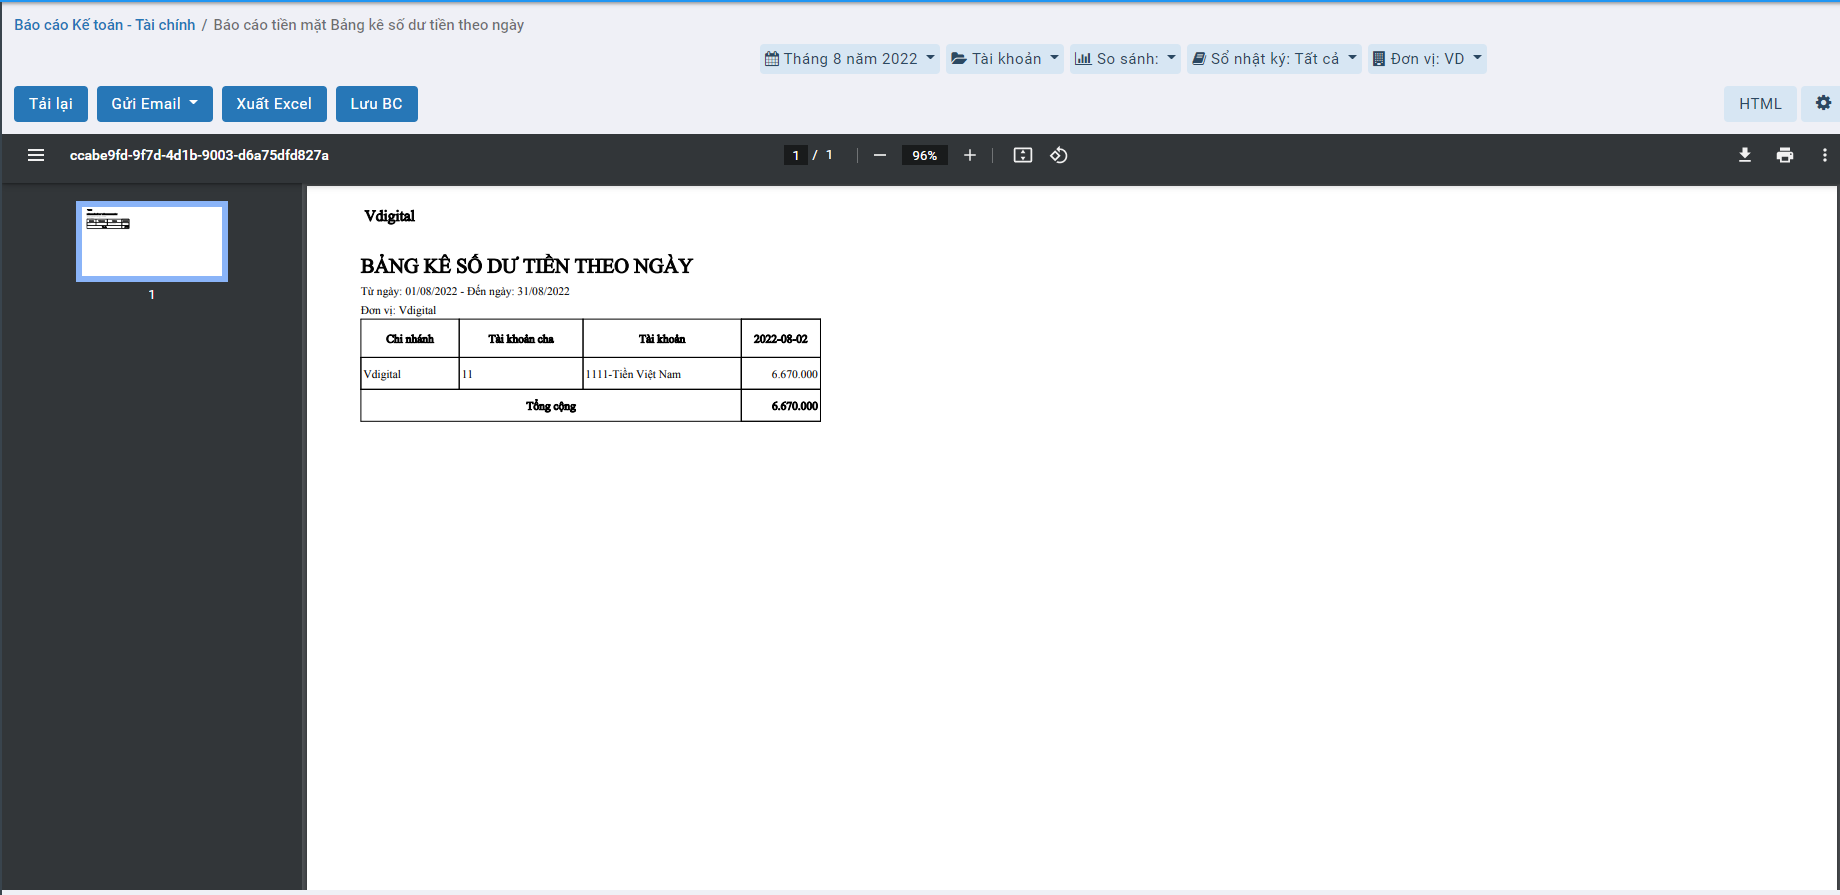 Báo cáo Kế toán - Tài chính / Báo cáo tiền mặt Bảng kê số dư tiền theo ngày
Tháng 8 năm 2022 Tài khoản So sánh: Sổ nhật ký: Tất cả Đơn vị: VD
Tải lại Gửi Email Xuất Excel Lưu BC HTML
ccabe9fd-9f7d-4d1b-9003-d6a75dfd827a 1 / 1 96%
1
Vdigital
BẢNG KÊ SỐ DƯ TIỀN THEO NGÀY
Từ ngày: 01/08/2022 - Đến ngày: 31/08/2022
Đơn vị: Vdigital
Chi nhánh Tài khoản cha Tài khoản 2022-08-02
Vdigital 11 1111-Tiền Việt Nam 6.670.000
Tổng cộng 6.670.000